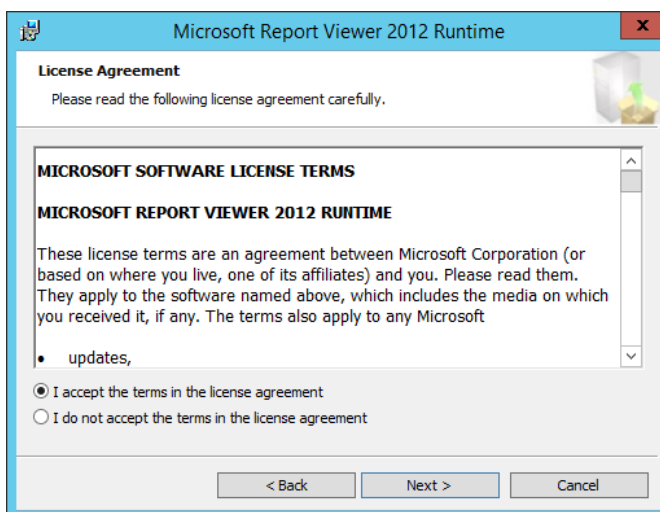 Microsoft Report Viewer 2012 Runtime
x
License Agreement
Please read the following license agreement carefully.
MICROSOFT SOFTWARE LICENSE TERMS
MICROSOFT REPORT VIEWER 2012 RUNTIME
These license terms are an agreement between Microsoft Corporation (or
based on where you live, one of its affiliates) and you. Please read them.
They apply to the software named above, which includes the media on which
you received it, if any. The terms also apply to any Microsoft
• updates,
I accept the terms in the license agreement
I do not accept the terms in the license agreement
< Back
Next >
Cancel